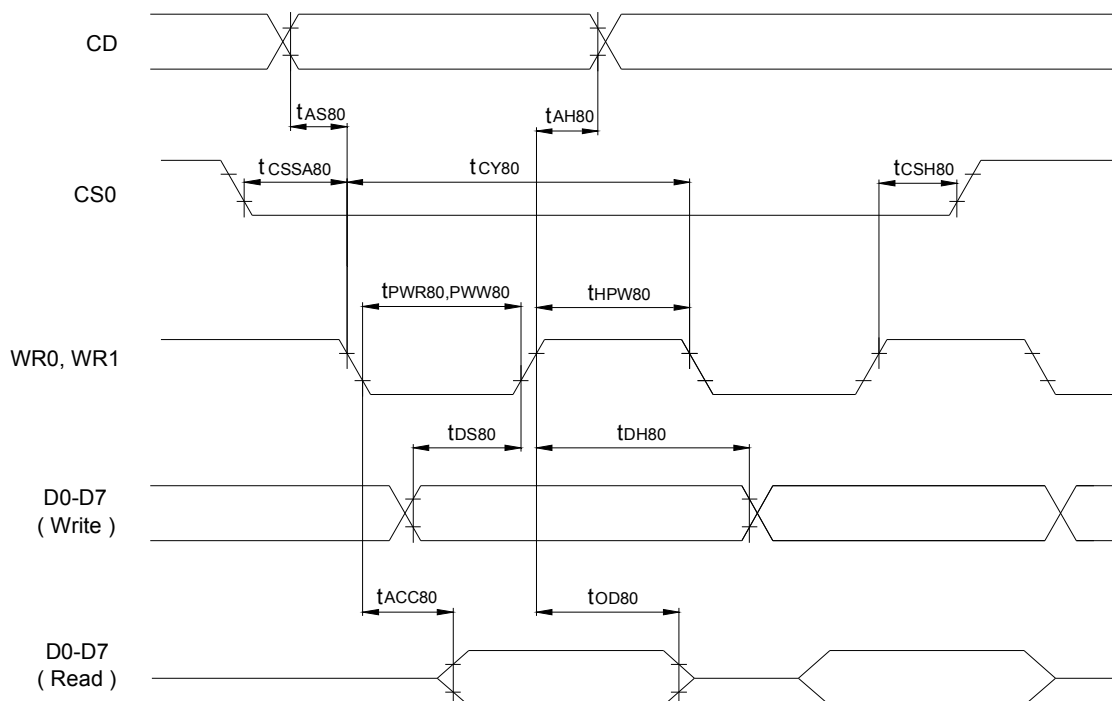 CD
tAS80
tAH80
tCSSA80
tCY80
tCSH80
CS0
tPWR80,PWW80
tHPW80
WR0, WR1
tDS80
tDH80
D0-D7
( Write )
tACC80
tOD80
D0-D7
( Read )